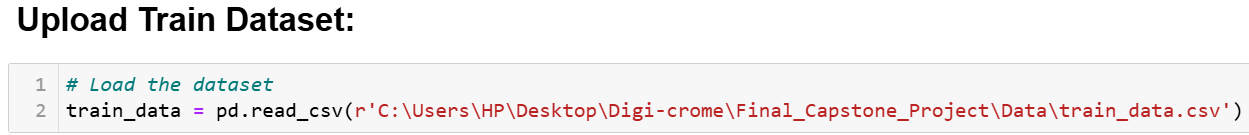 Upload Train Dataset:
1 # Load the dataset
2 train_data = pd.read_csv(r'C:\Users\HP\Desktop\Digi-crome\Final_Capstone_Project\Data\train_data.csv')